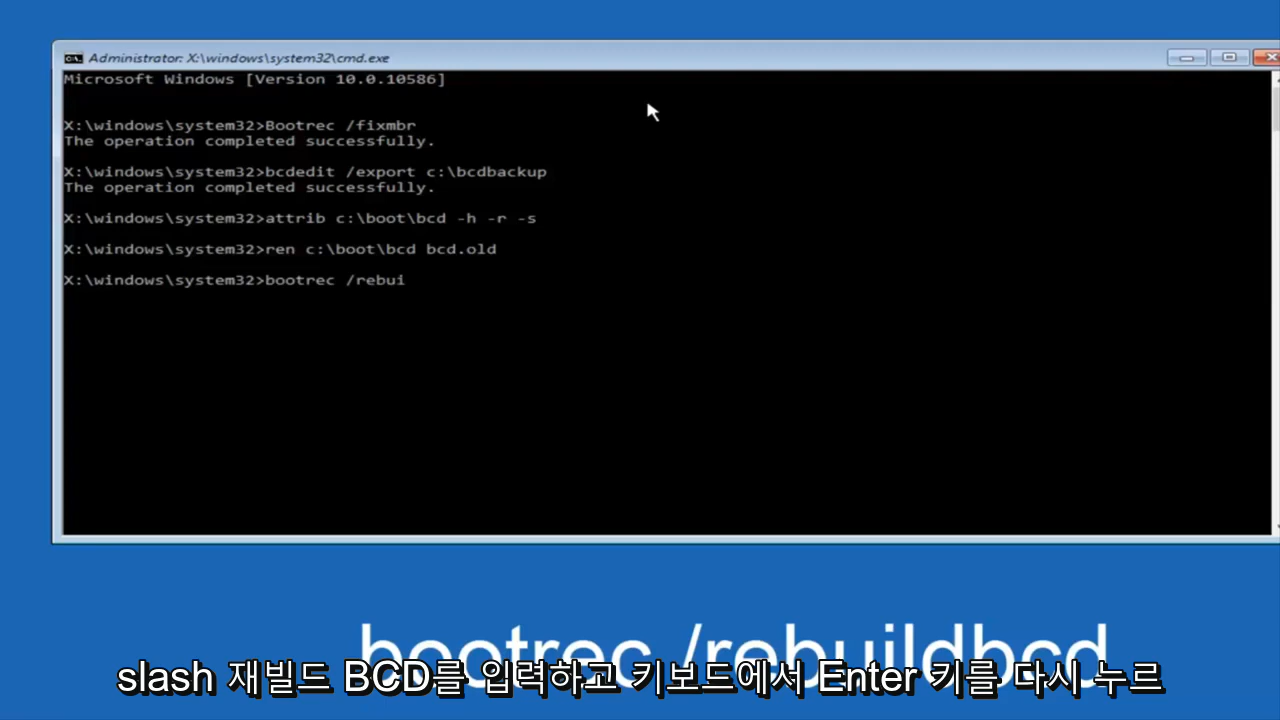 Administrator: X:\windows\system32\cmd.exe
Microsoft Windows [Version 10.0.10586]
X:\windows\system32>Bootrec /fixmbr
The operation completed successfully.
X:\windows\system32>bcdedit /export c:\bcdbackup
The operation completed successfully.
X:\windows\system32>attrib c:\boot\bcd -h -r -s
X:\windows\system32>ren c:\boot\bcd bcd.old
X:\windows\system32>bootrec /rebui
bootrec /rebuildbcd
slash 재빌드 BCD를 입력하고 키보드에서 Enter 키를 다시 누르